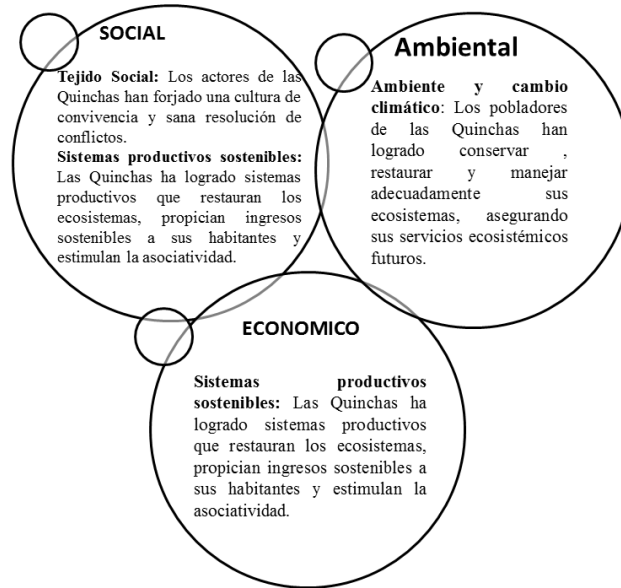 SOCIAL
Tejido Social: Los actores de las
Quinchas han forjado una cultura de
convivencia y sana resolución de
conflictos.
Sistemas productivos sostenibles:
Las Quinchas ha logrado sistemas
productivos que restauran los
ecosistemas, propician ingresos
sostenibles a sus habitantes y
estimulan la asociatividad.
Ambiental
Ambiente y cambio
climático: Los pobladores
de las Quinchas han
logrado conservar ,
restaurar y manejar
adecuadamente sus
ecosistemas, asegurando
sus servicios ecosistémicos
futuros.
ECONOMICO
Sistemas productivos
sostenibles: Las Quinchas ha
logrado sistemas productivos
que restauran los ecosistemas,
propician ingresos sostenibles a
sus habitantes y estimulan la
asociatividad.